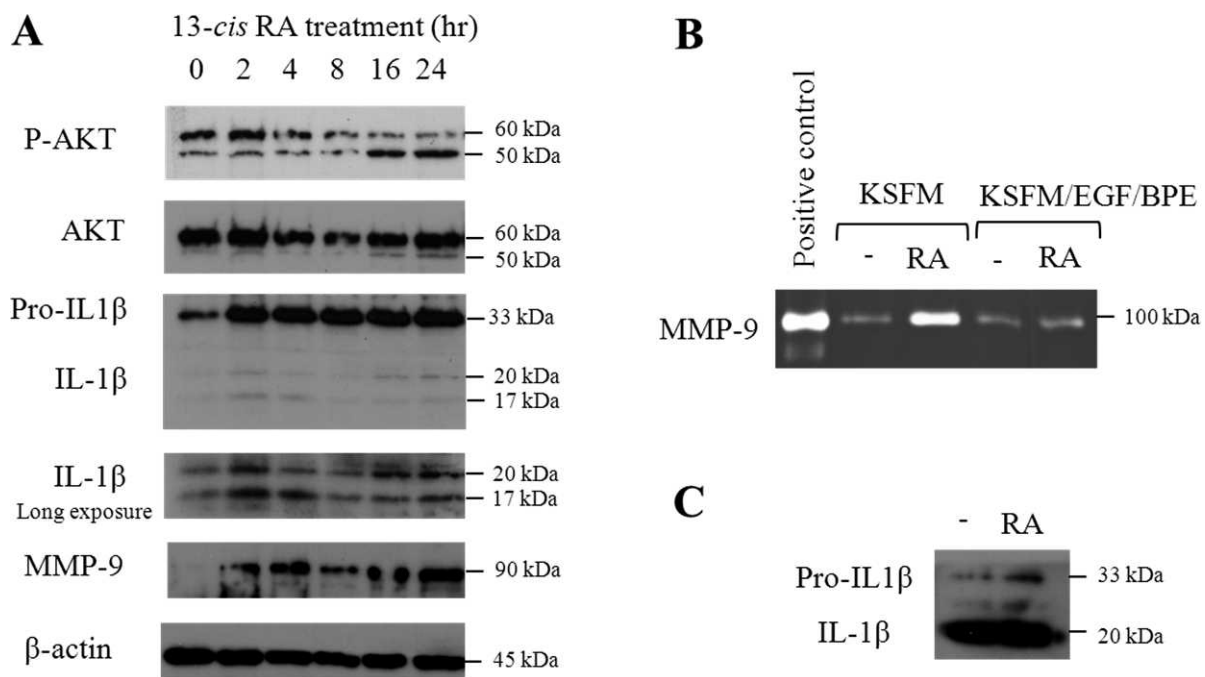 A
13-cis RA treatment (hr)
0 2 4 8 16 24
P-AKT
60 kDa
50 kDa
AKT
60 kDa
50 kDa
Pro-IL1β
33 kDa
IL-1β
20 kDa
17 kDa
IL-1β
Long exposure
20 kDa
17 kDa
MMP-9
90 kDa
β-actin
45 kDa
B
Positive control
KSFM
KSFM/EGF/BPE
- RA - RA
MMP-9
100 kDa
C
- RA
Pro-IL1β
33 kDa
IL-1β
20 kDa